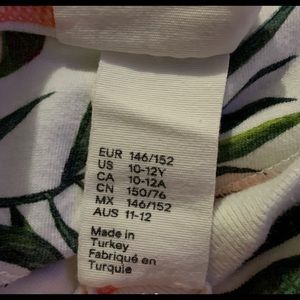 EUR 146/152
US 10-12Y
CA 10-12A
CN 150/76
MX 146/152
AUS 11-12
Made in
Turkey
Fabriqué en
Turquie